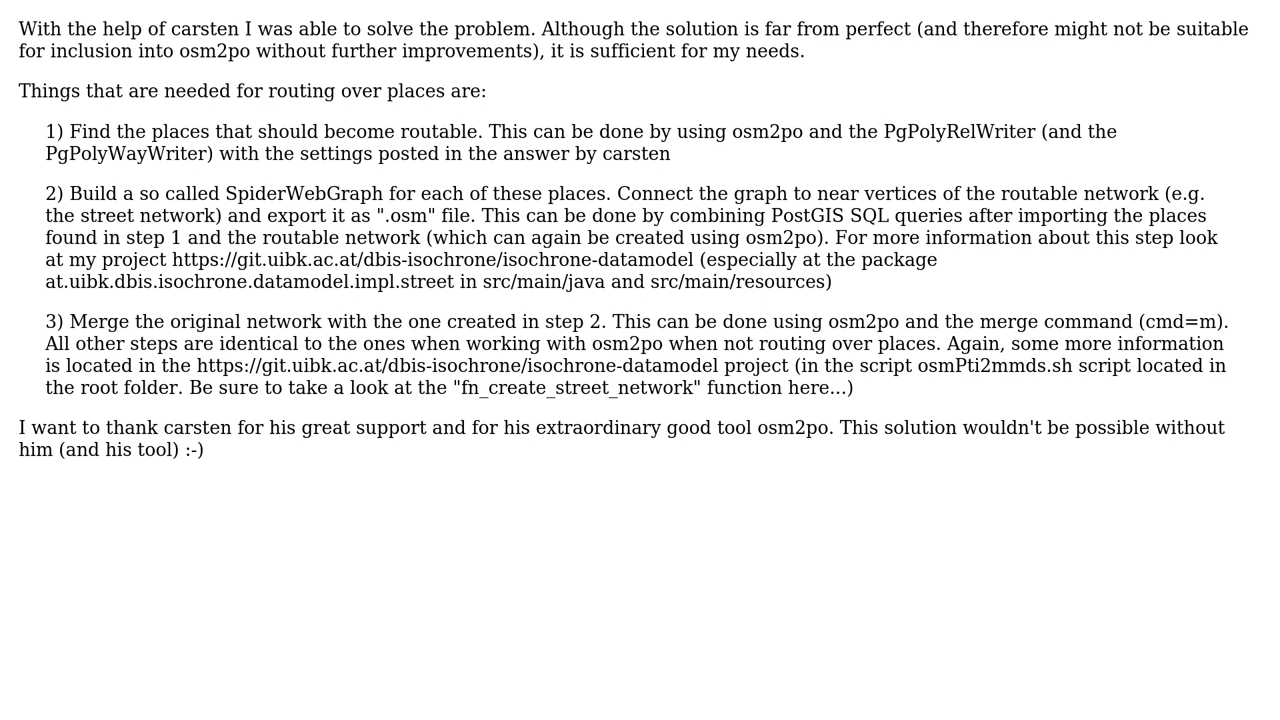 With the help of carsten I was able to solve the problem. Although the solution is far from perfect (and therefore might not be suitable
for inclusion into osm2po without further improvements), it is sufficient for my needs.
Things that are needed for routing over places are:
1) Find the places that should become routable. This can be done by using osm2po and the PgPolyRelWriter (and the
PgPolyWayWriter) with the settings posted in the answer by carsten
2) Build a so called SpiderWebGraph for each of these places. Connect the graph to near vertices of the routable network (e.g.
the street network) and export it as ".osm" file. This can be done by combining PostGIS SQL queries after importing the places
found in step 1 and the routable network (which can again be created using osm2po). For more information about this step look
at my project https://git.uibk.ac.at/dbis-isochrone/isochrone-datamodel (especially at the package
at.uibk.dbis.isochrone.datamodel.impl.street in src/main/java and src/main/resources)
3) Merge the original network with the one created in step 2. This can be done using osm2po and the merge command (cmd=m).
All other steps are identical to the ones when working with osm2po when not routing over places. Again, some more information
is located in the https://git.uibk.ac.at/dbis-isochrone/isochrone-datamodel project (in the script osmPti2mmds.sh script located in
the root folder. Be sure to take a look at the "fn_create_street_network" function here...)
I want to thank carsten for his great support and for his extraordinary good tool osm2po. This solution wouldn't be possible without
him (and his tool) :-)